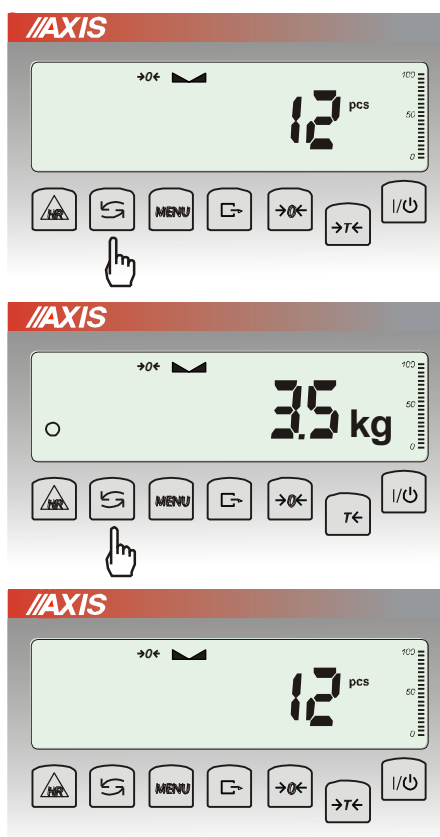 //AXIS
→0←
12 pcs
100
50
0
HR
MENU
→0←
→T←
I/
//AXIS
→0←
3.5 kg
100
50
0
HR
MENU
→0←
T←
I/
//AXIS
→0←
12 pcs
100
50
0
HR
MENU
→0←
→T←
I/